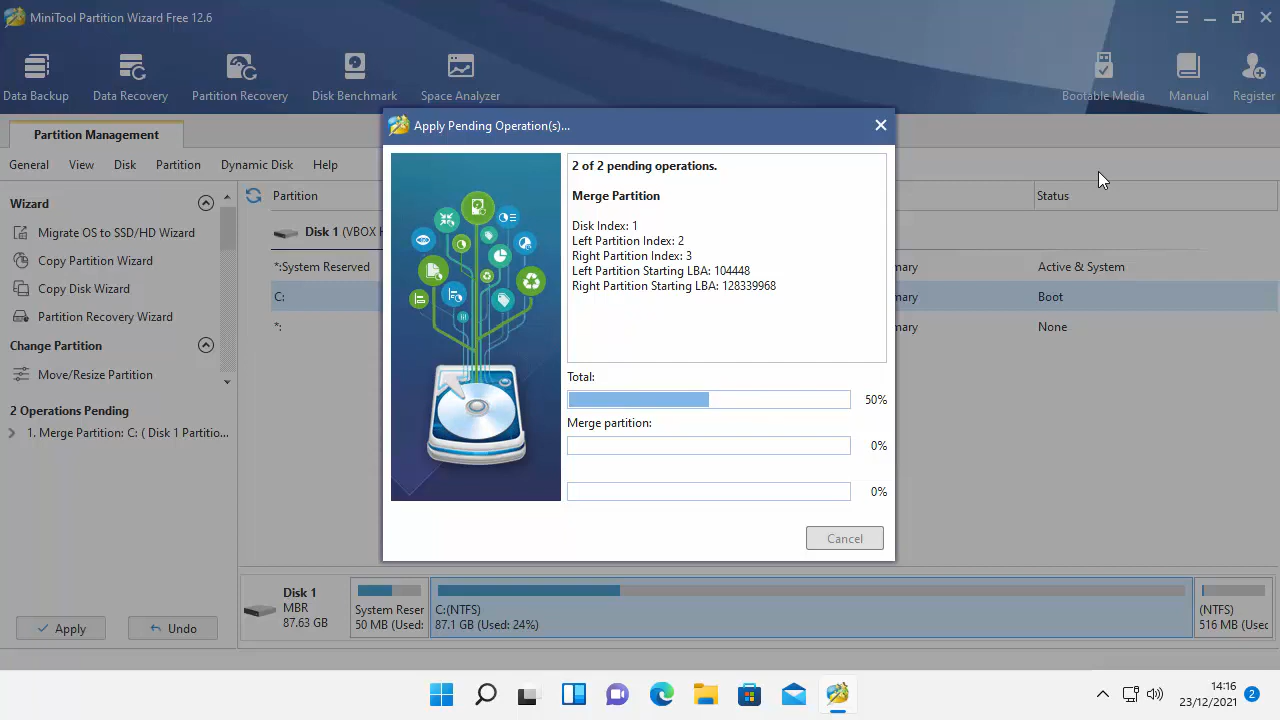 MiniTool Partition Wizard Free 12.6
Data Backup
Data Recovery
Partition Recovery
Disk Benchmark
Space Analyzer
Bootable Media
Manual
Register
Partition Management
General
View
Disk
Partition
Dynamic Disk
Help
Wizard
Migrate OS to SSD/HD Wizard
Copy Partition Wizard
Copy Disk Wizard
Partition Recovery Wizard
Change Partition
Move/Resize Partition
2 Operations Pending
1. Merge Partition: C: ( Disk 1 Partitio...
Apply
Undo
Partition
Status
Disk 1 (VBOX H
*:System Reserved
mary
Active & System
C:
mary
Boot
*:
mary
None
Apply Pending Operation(s)...
2 of 2 pending operations.
Merge Partition
Disk Index: 1
Left Partition Index: 2
Right Partition Index: 3
Left Partition Starting LBA: 104448
Right Partition Starting LBA: 128339968
Total:
50%
Merge partition:
0%
0%
Cancel
Disk 1
MBR
87.63 GB
System Reser
50 MB (Used:
C:(NTFS)
87.1 GB (Used: 24%)
(NTFS)
516 MB (Usec
14:16
23/12/2021
2